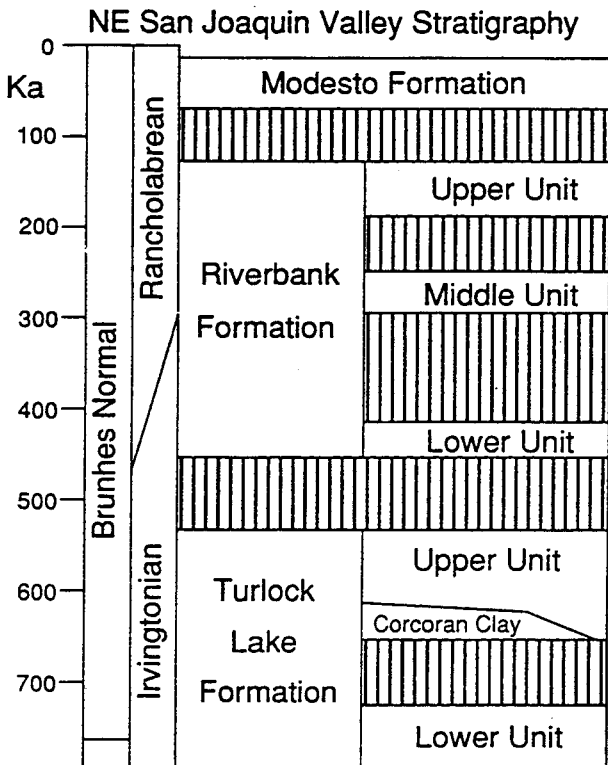 NE San Joaquin Valley Stratigraphy
0
Ka
100
200
300
400
500
600
700
Brunhes Normal
Rancholabrean
Irvingtonian
Modesto Formation
Riverbank
Formation
Upper Unit
Middle Unit
Lower Unit
Turlock
Lake
Formation
Upper Unit
Corcoran Clay
Lower Unit